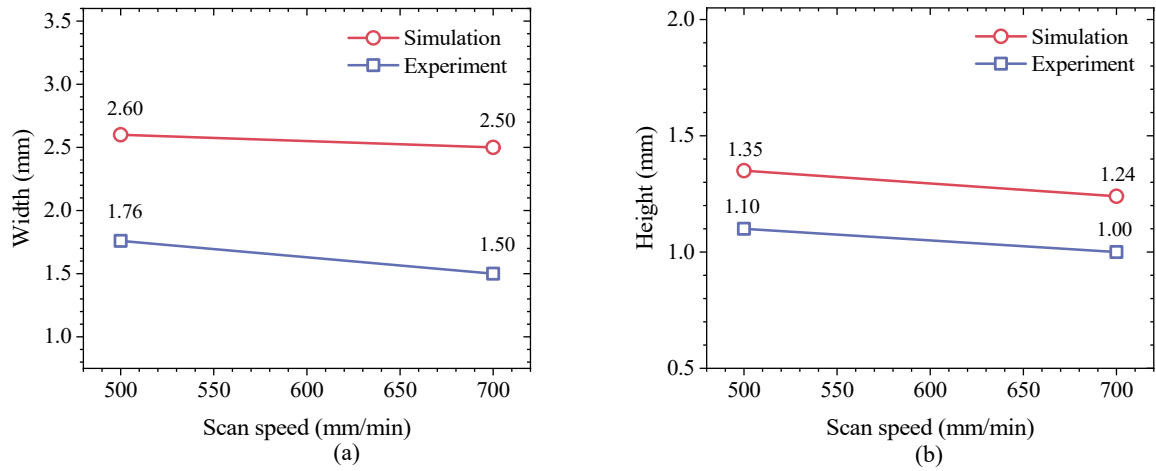 3.5
3.0
2.5
2.0
1.5
1.0
Width (mm)
Simulation
Experiment
2.60
2.50
1.76
1.50
500
550
600
650
700
Scan speed (mm/min)
(a)
2.0
1.5
1.0
0.5
Height (mm)
Simulation
Experiment
1.35
1.24
1.10
1.00
500
550
600
650
700
Scan speed (mm/min)
(b)